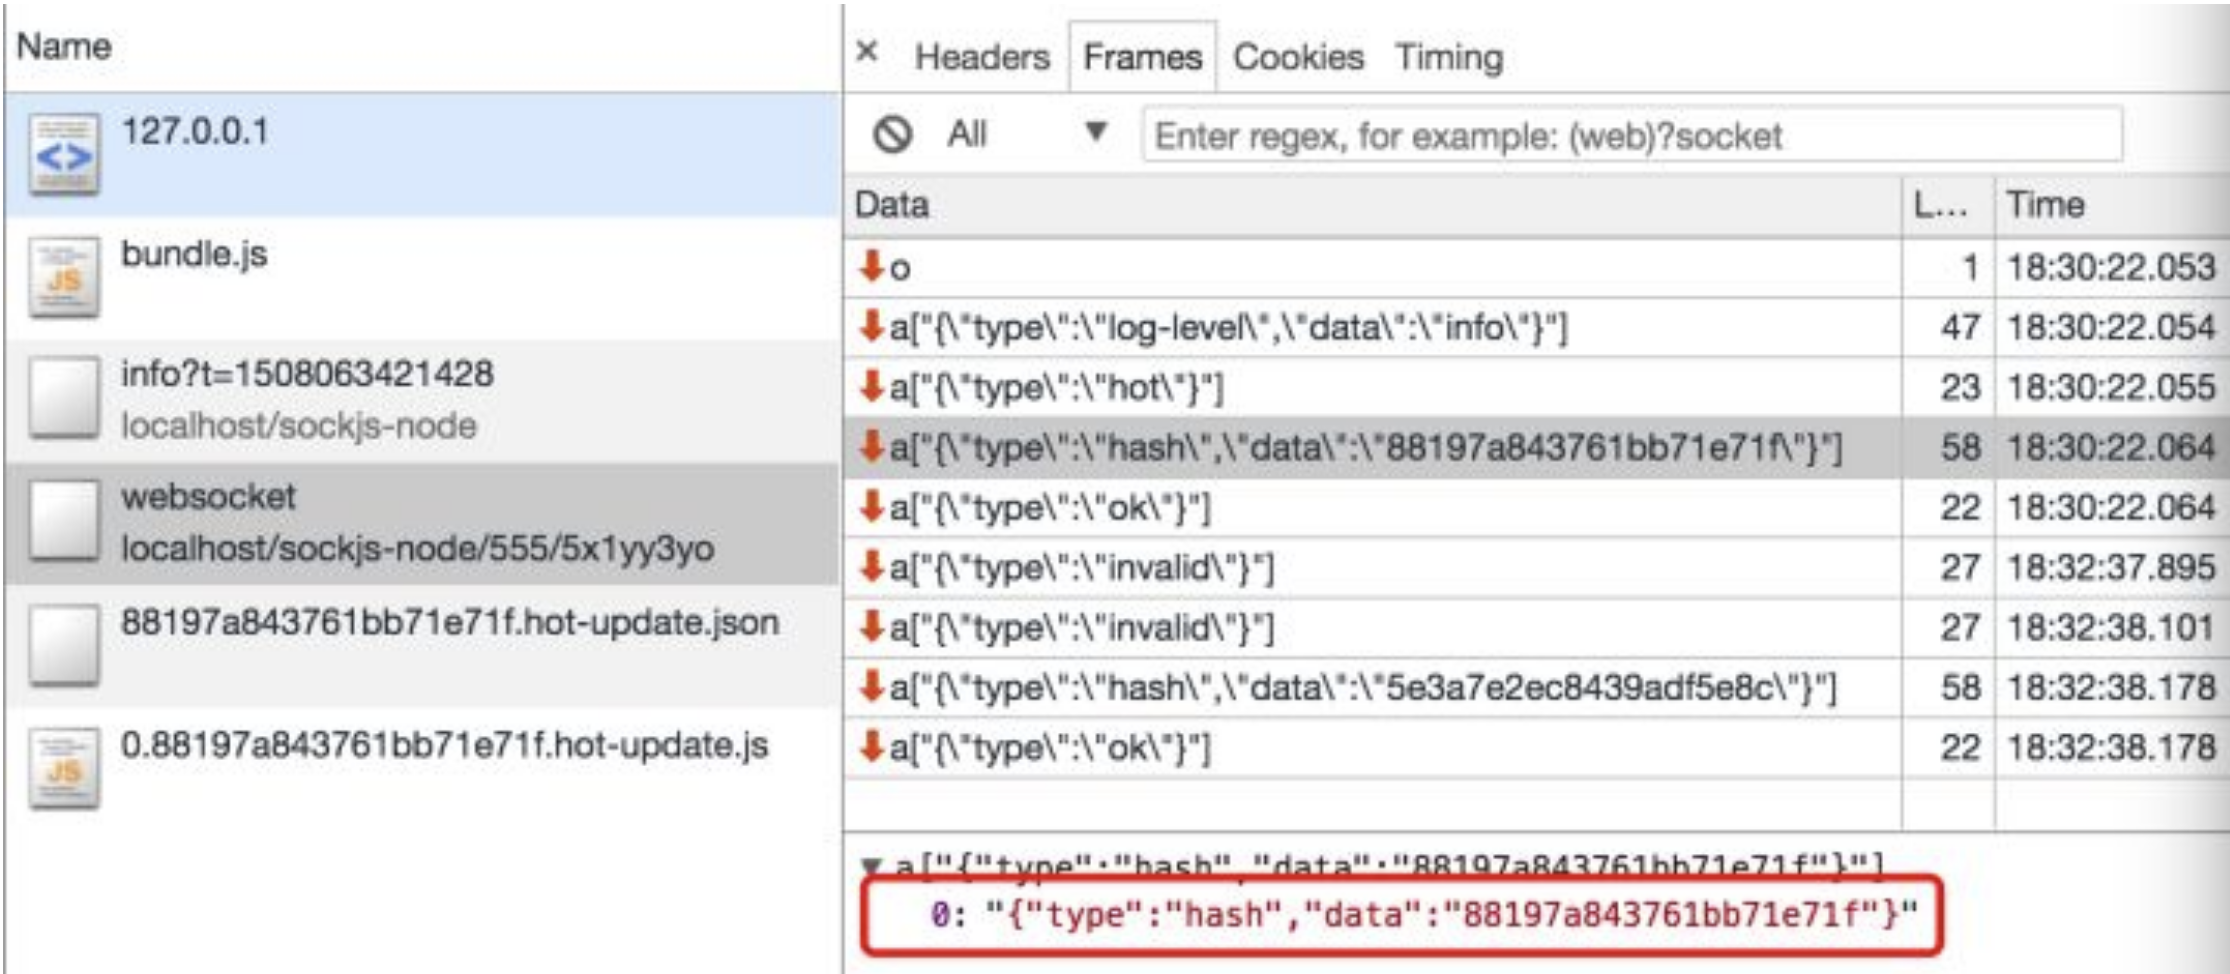 Name
127.0.0.1
bundle.js
info?t=1508063421428
localhost/sockjs-node
websocket
localhost/sockjs-node/555/5x1yy3yo
88197a843761bb71e71f.hot-update.json
0.88197a843761bb71e71f.hot-update.js
× Headers Frames Cookies Timing
All ▼ Enter regex, for example: (web)?socket
Data L... Time
o 1 18:30:22.053
a["{\"type\":\"log-level\",\"data\":\"info\"}"] 47 18:30:22.054
a["{\"type\":\"hot\"}"] 23 18:30:22.055
a["{\"type\":\"hash\",\"data\":\"88197a843761bb71e71f\"}"] 58 18:30:22.064
a["{\"type\":\"ok\"}"] 22 18:30:22.064
a["{\"type\":\"invalid\"}"] 27 18:32:37.895
a["{\"type\":\"invalid\"}"] 27 18:32:38.101
a["{\"type\":\"hash\",\"data\":\"5e3a7e2ec8439adf5e8c\"}"] 58 18:32:38.178
a["{\"type\":\"ok\"}"] 22 18:32:38.178
▼ a["{"type":"hash","data":"88197a843761bb71e71f"}"]
0: "{"type":"hash","data":"88197a843761bb71e71f"}"